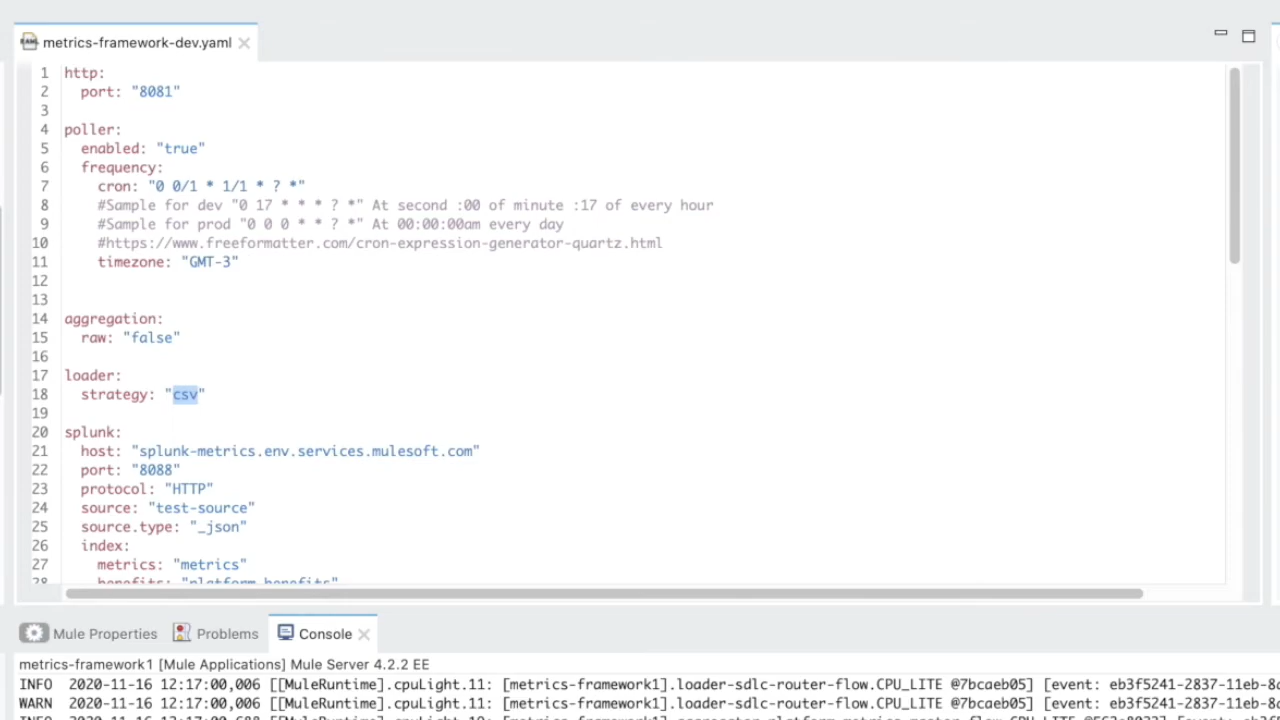 metrics-framework-dev.yaml
1 http:
2 port: "8081"
3
4 poller:
5 enabled: "true"
6 frequency:
7 cron: "0 0/1 * 1/1 * ? *"
8 #Sample for dev "0 17 * * * ? *" At second :00 of minute :17 of every hour
9 #Sample for prod "0 0 0 * * ? *" At 00:00:00am every day
10 #https://www.freeformatter.com/cron-expression-generator-quartz.html
11 timezone: "GMT-3"
12
13
14 aggregation:
15 raw: "false"
16
17 loader:
18 strategy: "csv"
19
20 splunk:
21 host: "splunk-metrics.env.services.mulesoft.com"
22 port: "8088"
23 protocol: "HTTP"
24 source: "test-source"
25 source.type: "_json"
26 index:
27 metrics: "metrics"
28 benefits: "platform_benefits"
Mule Properties Problems Console
metrics-framework1 [Mule Applications] Mule Server 4.2.2 EE
INFO 2020-11-16 12:17:00,006 [[MuleRuntime].cpuLight.11: [metrics-framework1].loader-sdlc-router-flow.CPU_LITE @7bcaeb05] [event: eb3f5241-2837-11eb-8
WARN 2020-11-16 12:17:00,006 [[MuleRuntime].cpuLight.11: [metrics-framework1].loader-sdlc-router-flow.CPU_LITE @7bcaeb05] [event: eb3f5241-2837-11eb-8